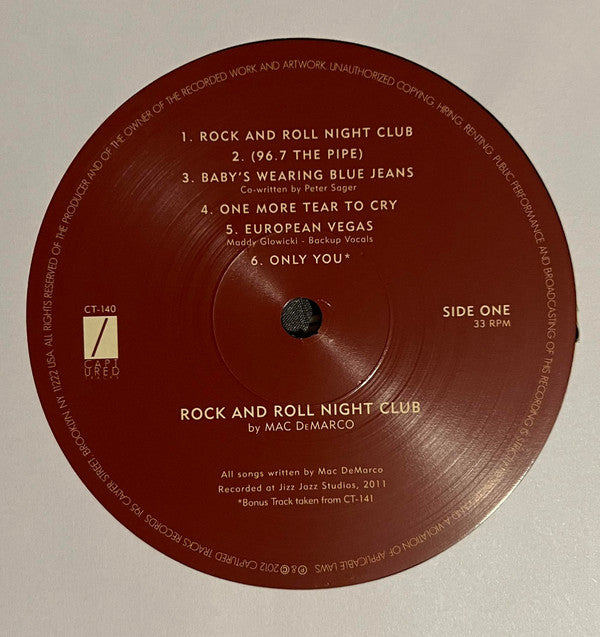 1. ROCK AND ROLL NIGHT CLUB
2. (96.7 THE PIPE)
3. BABY'S WEARING BLUE JEANS
Co-written by Peter Sager
4. ONE MORE TEAR TO CRY
5. EUROPEAN VEGAS
Maddy Glowicki - Backup Vocals
6. ONLY YOU*
CT-140
CAPT
URED
TRACKS
SIDE ONE
33 RPM
ROCK AND ROLL NIGHT CLUB
by MAC DEMARCO
All songs written by Mac DeMarco
Recorded at Jizz Jazz Studios, 2011
*Bonus Track taken from CT-141
℗ & © 2012 CAPTURED TRACKS RECORDS 195 CALYER STREET BROOKLYN NY 11222 USA. ALL RIGHTS RESERVED OF THE PRODUCER AND OF THE OWNER OF THE RECORDED WORK AND ARTWORK. UNAUTHORIZED COPYING, HIRING, RENTING, PUBLIC PERFORMANCE AND BROADCASTING OF THIS RECORDING IS A VIOLATION OF APPLICABLE LAWS.